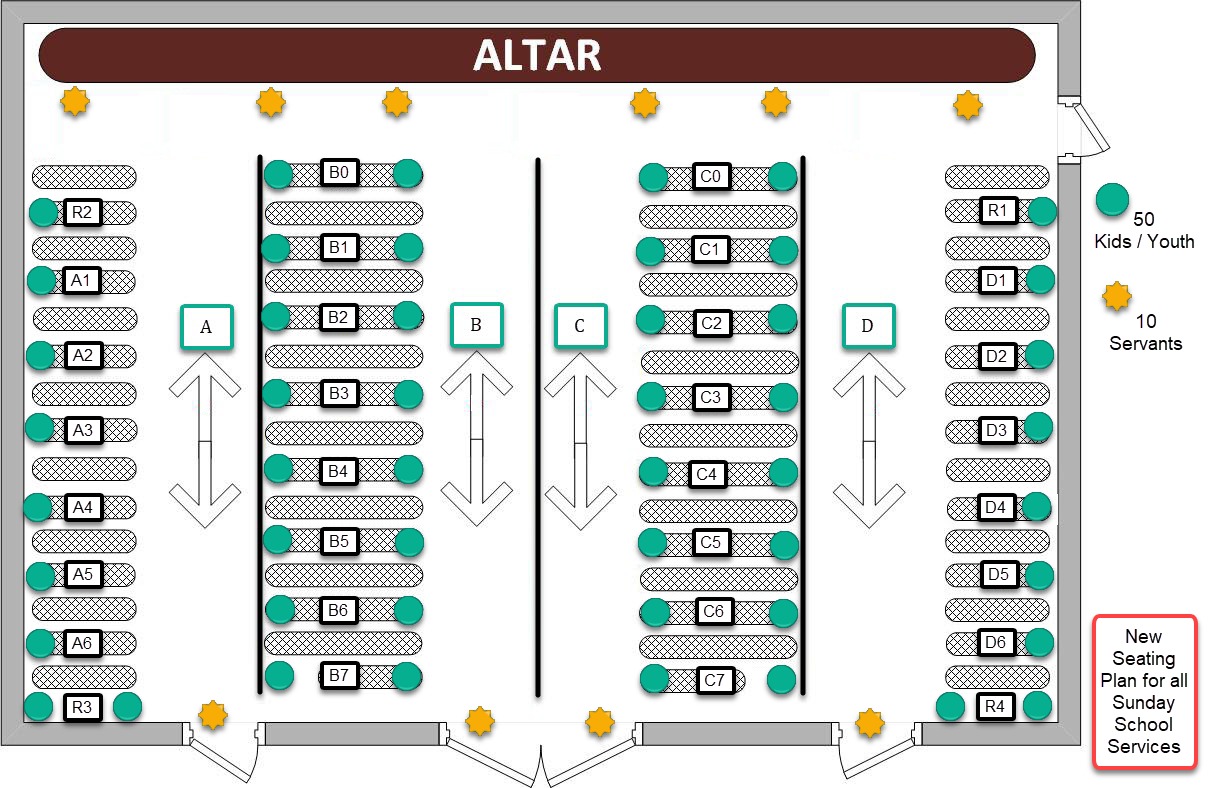 ALTAR
B0
C0
R2
R1
50
Kids / Youth
B1
C1
A1
D1
10
Servants
A
B2
B
C
C2
D
A2
D2
B3
C3
A3
D3
B4
C4
A4
D4
B5
C5
A5
D5
B6
C6
A6
D6
B7
C7
R3
R4
New
Seating
Plan for all
Sunday
School
Services